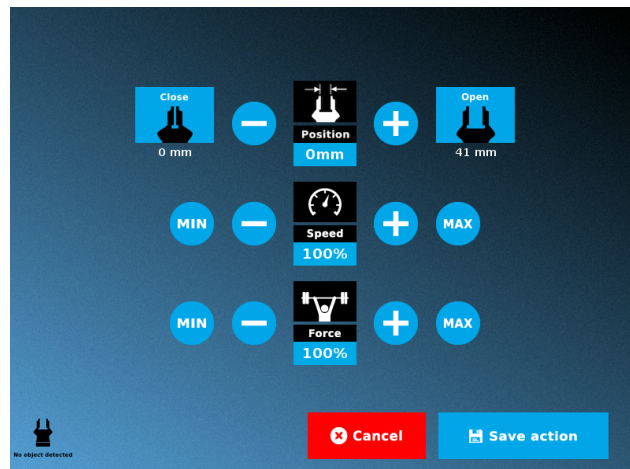 Close
Open
Position
0mm
0 mm
41 mm
MIN
Speed
100%
MAX
MIN
Force
100%
MAX
Cancel
Save action
No object detected